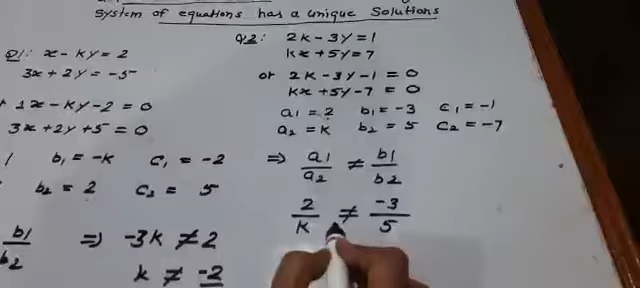 system of equations has a unique Solutions
Q1: x - ky = 2
3x + 2y = -5
1x - ky - 2 = 0
3x + 2y + 5 = 0
b1 = -k c1 = -2
b2 = 2 c2 = 5
b1/b2 ⇒ -3k ≠ 2
k ≠ -2
Q2: 2k - 3y = 1
kx + 5y = 7
or 2k - 3y - 1 = 0
kx + 5y - 7 = 0
a1 = 2 b1 = -3 c1 = -1
a2 = k b2 = 5 c2 = -7
⇒ a1/a2 ≠ b1/b2
2/k ≠ -3/5